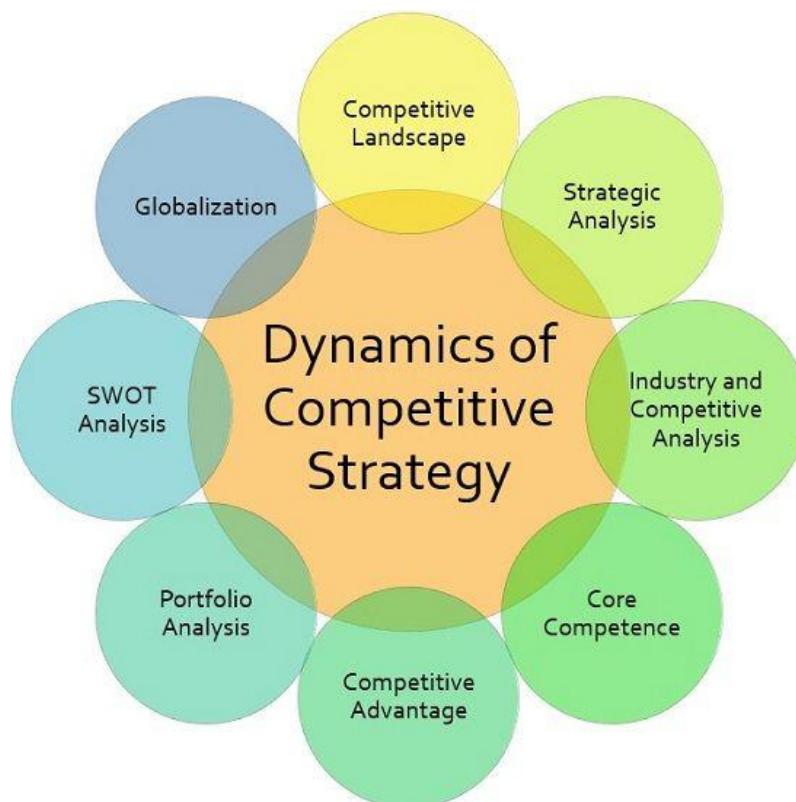 Competitive
Landscape
Strategic
Analysis
Industry and
Competitive
Analysis
Core
Competence
Competitive
Advantage
Portfolio
Analysis
SWOT
Analysis
Globalization
Dynamics of
Competitive
Strategy